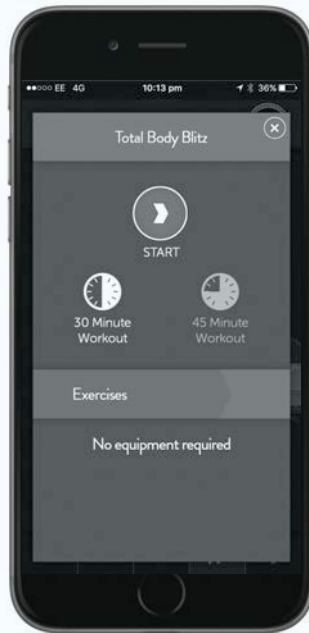 EE 4G 10:13 pm 36%
Total Body Blitz
START
30 Minute 45 Minute
Workout Workout
Exercises
No equipment required